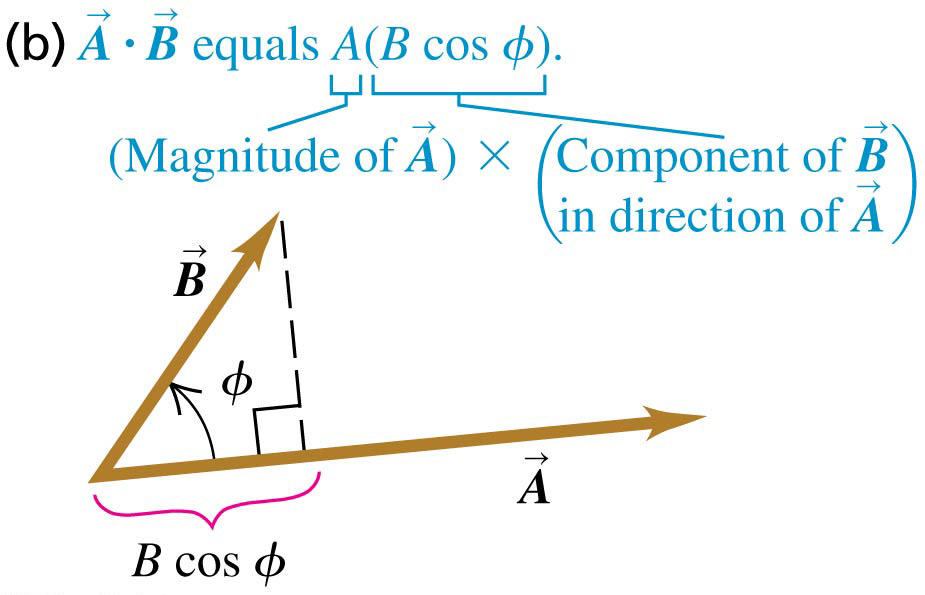 (b) A⃗ · B⃗ equals A(B cos ϕ).
(Magnitude of A⃗) × (Component of B⃗
in direction of A⃗)
B⃗
ϕ
A⃗
B cos ϕ